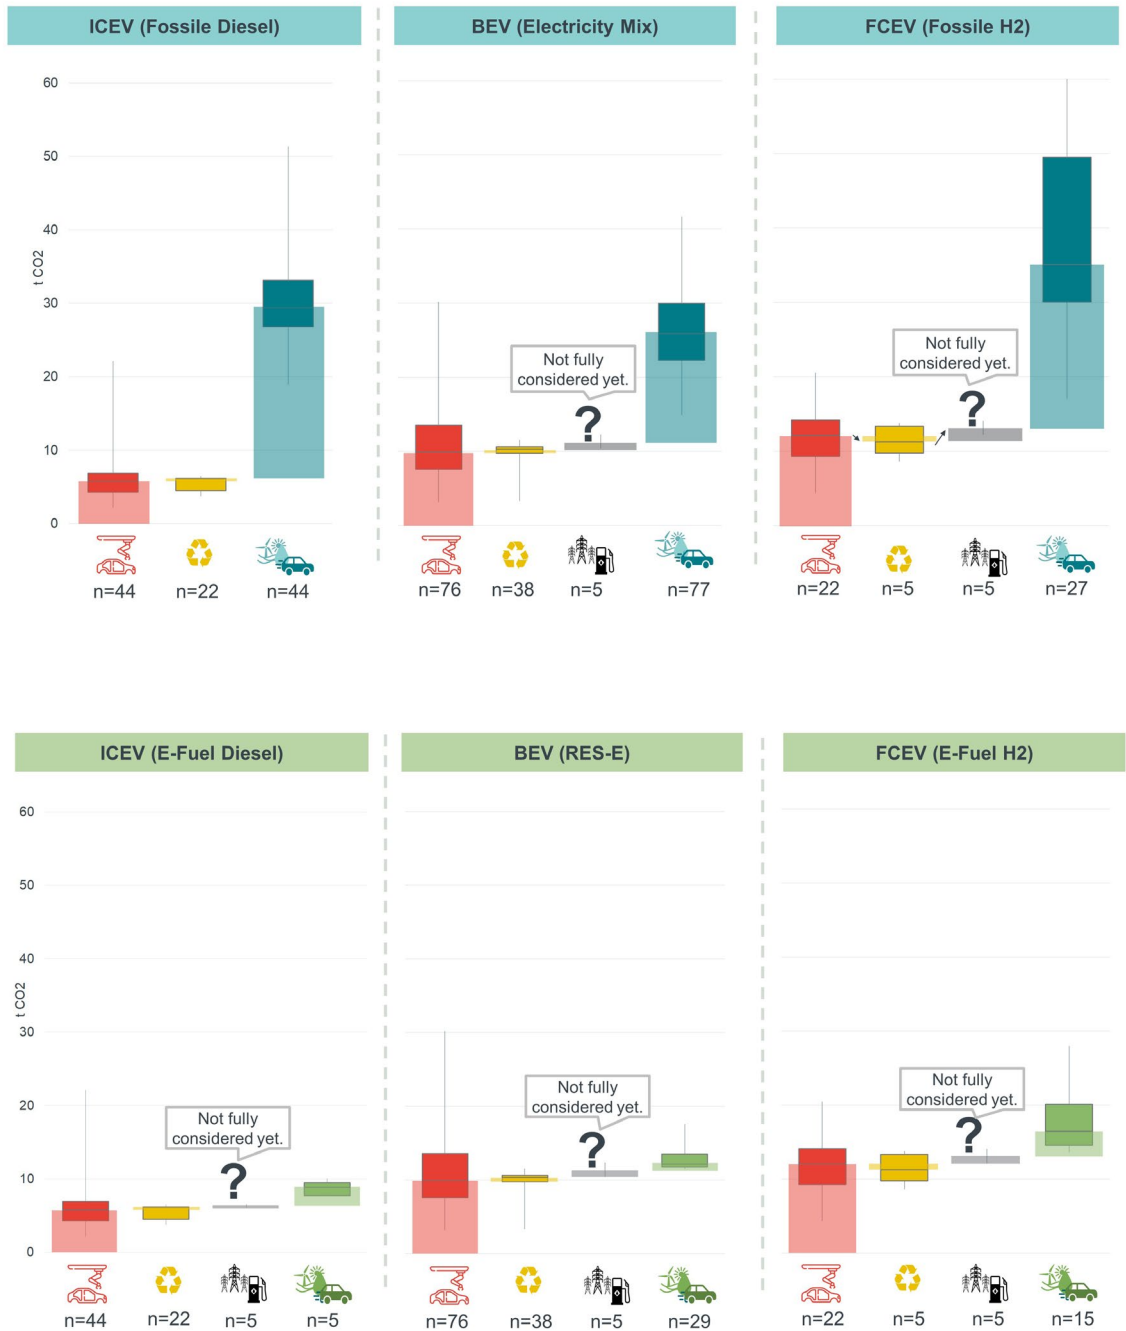 ICEV (Fossile Diesel)
BEV (Electricity Mix)
FCEV (Fossile H2)
60
50
40
t CO2
30
20
10
0
Not fully
considered yet.
?
Not fully
considered yet.
?
n=44
n=22
n=44
n=76
n=38
n=5
n=77
n=22
n=5
n=5
n=27
ICEV (E-Fuel Diesel)
BEV (RES-E)
FCEV (E-Fuel H2)
60
50
40
t CO2
30
20
10
0
Not fully
considered yet.
?
Not fully
considered yet.
?
Not fully
considered yet.
?
n=44
n=22
n=5
n=5
n=76
n=38
n=5
n=29
n=22
n=5
n=5
n=15